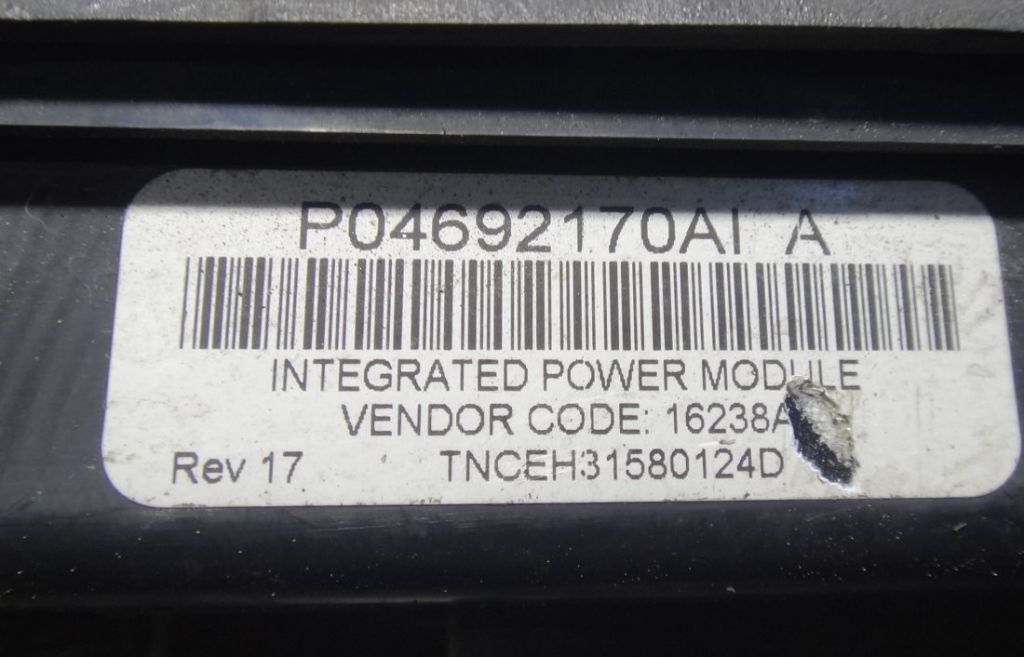 P04692170AI A
INTEGRATED POWER MODULE
VENDOR CODE: 16238A
Rev 17 TNCEH31580124D